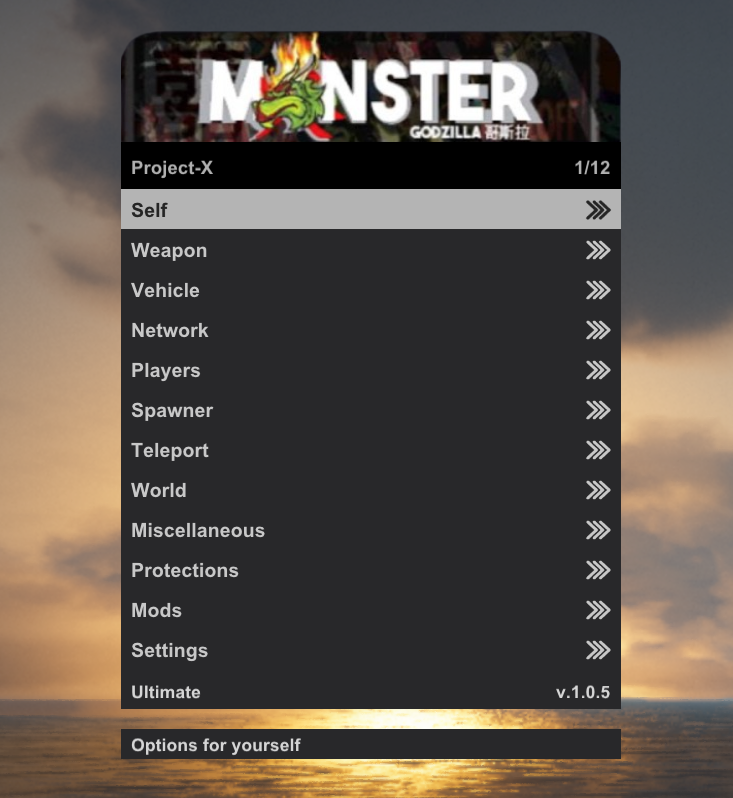 MONSTER
GODZILLA 哥斯拉
Project-X 1/12
Self
Weapon
Vehicle
Network
Players
Spawner
Teleport
World
Miscellaneous
Protections
Mods
Settings
Ultimate v.1.0.5
Options for yourself